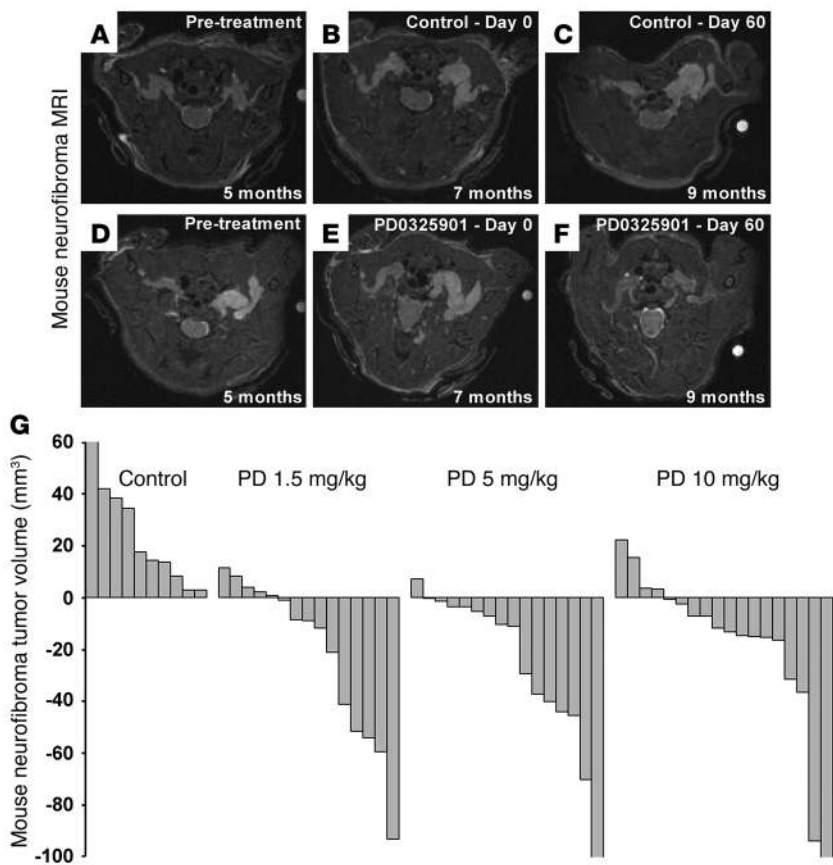 A Pre-treatment
5 months
B Control - Day 0
7 months
C Control - Day 60
9 months
D Pre-treatment
5 months
E PD0325901 - Day 0
7 months
F PD0325901 - Day 60
9 months
Mouse neurofibroma MRI
G
Mouse neurofibroma tumor volume (mm³)
60
40
20
0
-20
-40
-60
-80
-100
Control
PD 1.5 mg/kg
PD 5 mg/kg
PD 10 mg/kg